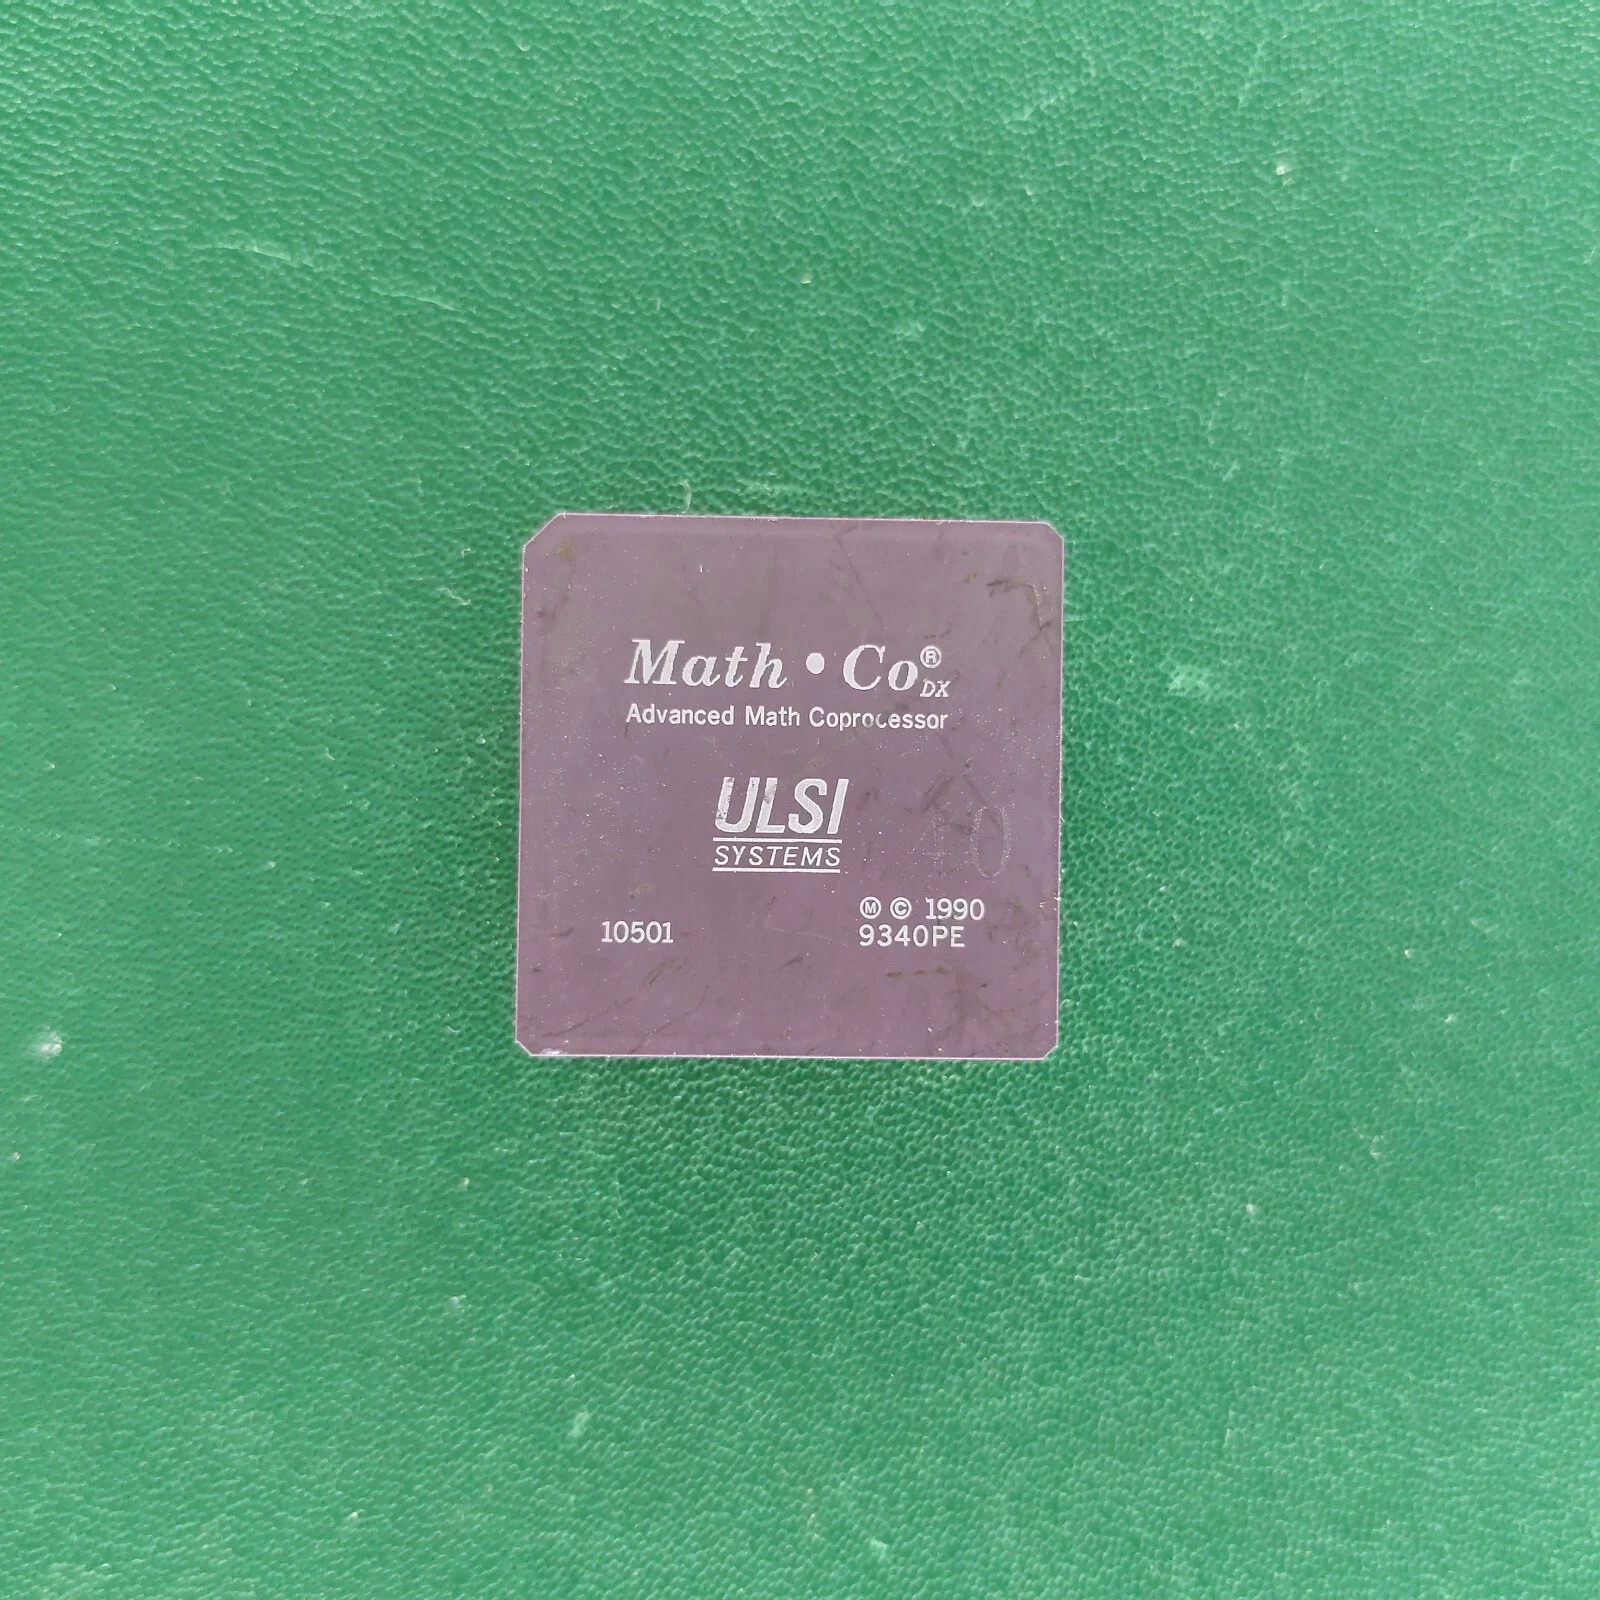 Math • Co® DX
Advanced Math Coprocessor
ULSI
SYSTEMS
40
Ⓜ © 1990
10501
9340PE